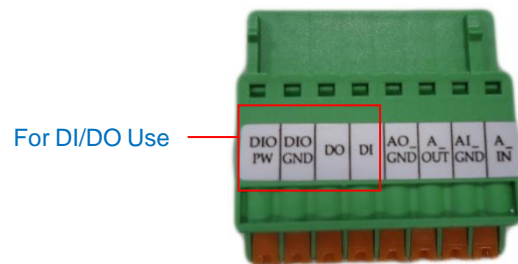 For DI/DO Use
DIO DIO DO DI AO_ A_ AI_ A_
PW GND GND OUT GND IN